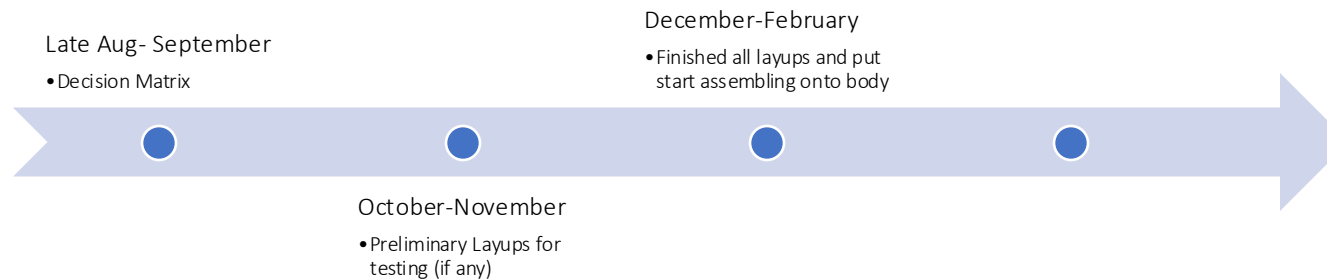 Late Aug- September
•Decision Matrix
October-November
•Preliminary Layups for
testing (if any)
December-February
•Finished all layups and put
start assembling onto body